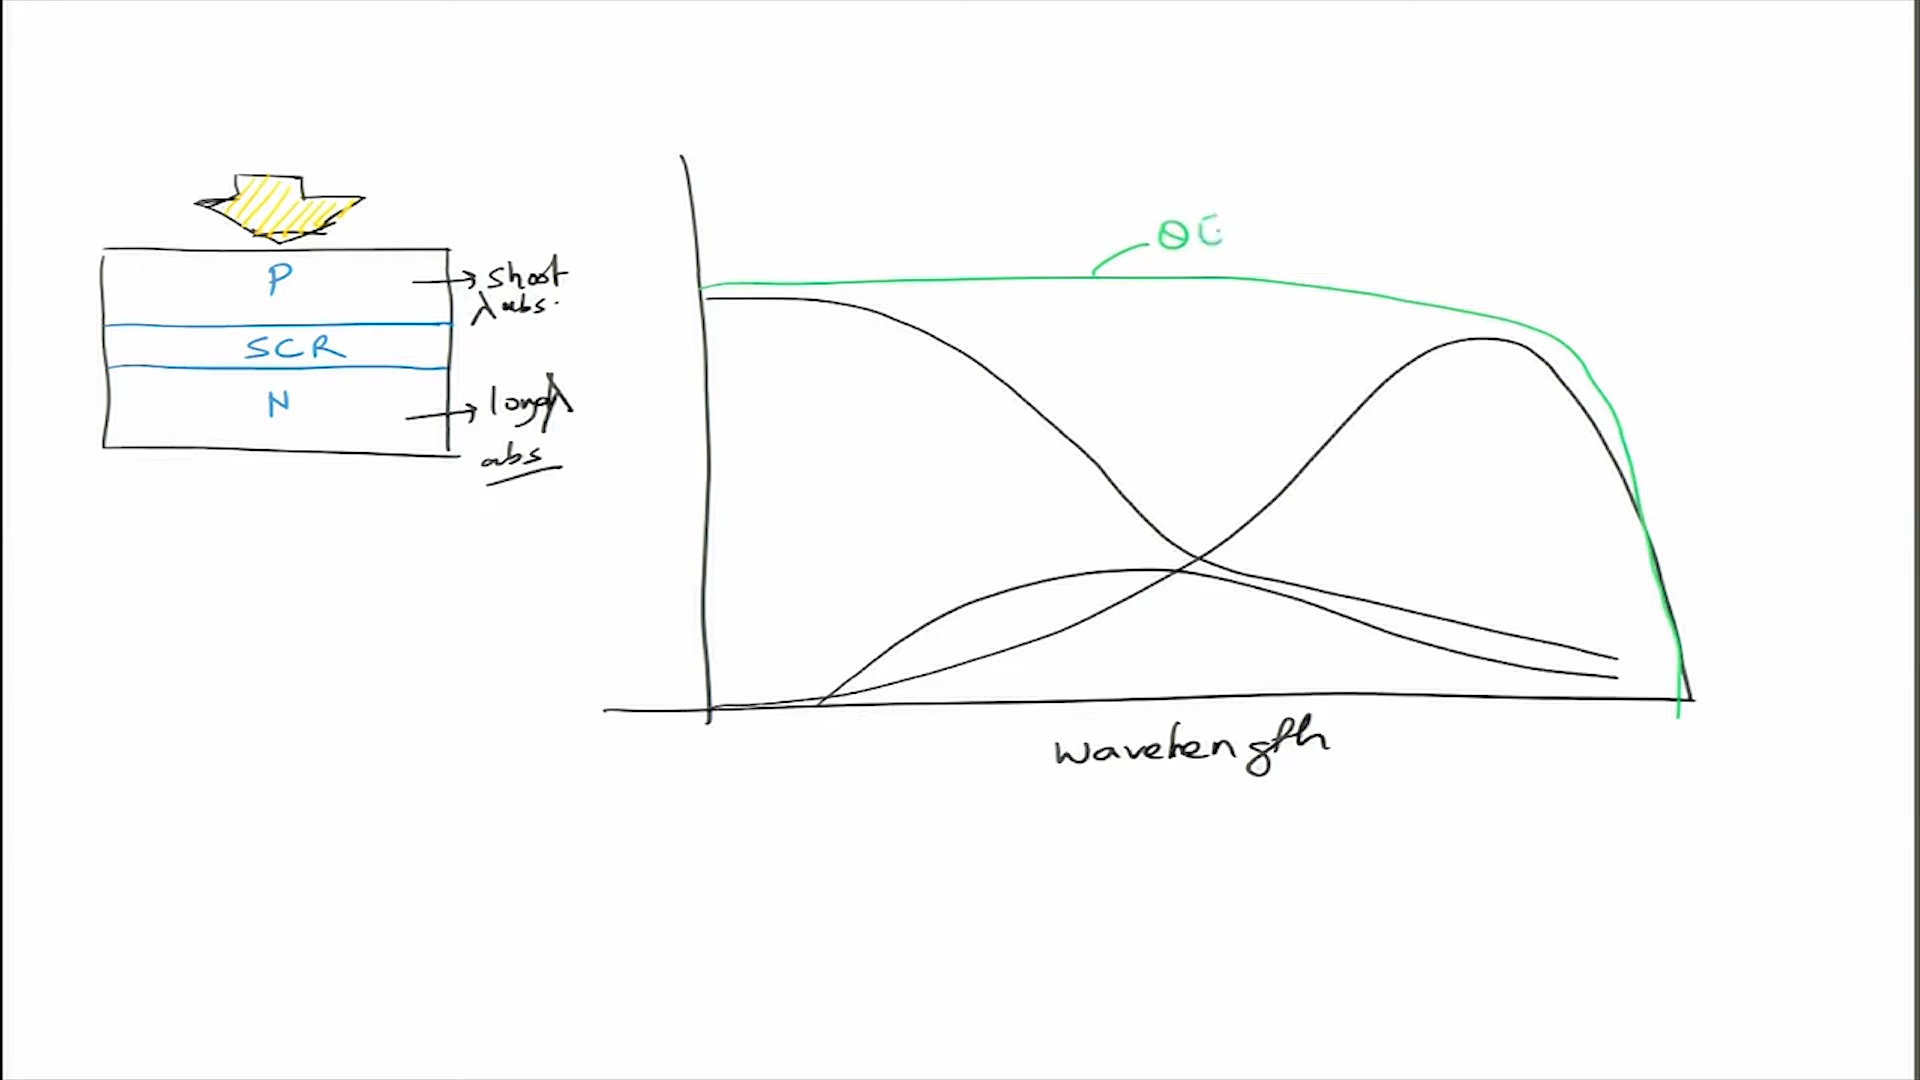 P
→ short
λ abs.
SCR
N
→ long λ
abs
QE
wavelength